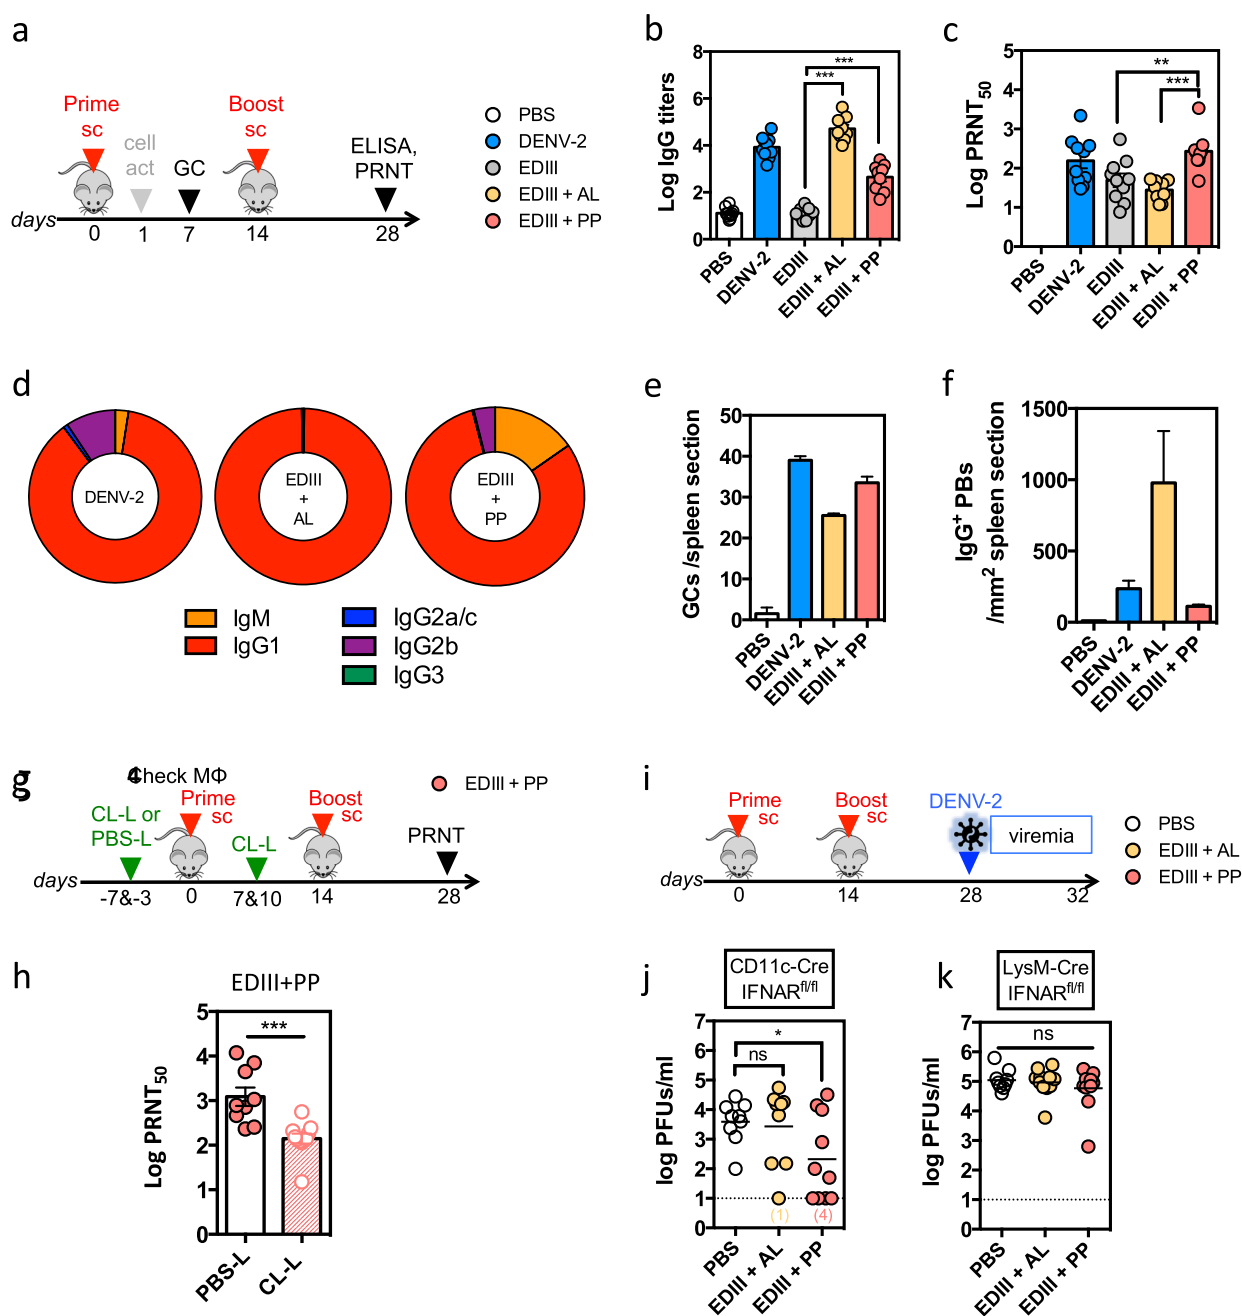 a
Prime
sc
cell
act
GC
Boost
sc
ELISA,
PRNT
days
0
1
7
14
28
PBS
DENV-2
EDIII
EDIII + AL
EDIII + PP
b
Log IgG titers
8
6
4
2
0
***
***
PBS
DENV-2
EDIII
EDIII + AL
EDIII + PP
c
Log PRNT50
5
4
3
2
1
0
**
***
PBS
DENV-2
EDIII
EDIII + AL
EDIII + PP
d
DENV-2
EDIII
+
AL
EDIII
+
PP
IgM
IgG1
IgG2a/c
IgG2b
IgG3
e
GCs /spleen section
50
40
30
20
10
0
PBS
DENV-2
EDIII + AL
EDIII + PP
f
IgG+ PBs
/mm2 spleen section
1500
1000
500
0
PBS
DENV-2
EDIII + AL
EDIII + PP
g
Check MΦ
CL-L or
PBS-L
Prime
sc
CL-L
Boost
sc
PRNT
days
-7&-3
0
7&10
14
28
EDIII + PP
h
EDIII+PP
Log PRNT50
5
4
3
2
1
0
***
PBS-L
CL-L
i
Prime
sc
Boost
sc
DENV-2
viremia
days
0
14
28
32
PBS
EDIII + AL
EDIII + PP
j
CD11c-Cre
IFNARfl/fl
log PFUs/ml
7
6
5
4
3
2
1
0
*
ns
(1)
(4)
PBS
EDIII + AL
EDIII + PP
k
LysM-Cre
IFNARfl/fl
log PFUs/ml
7
6
5
4
3
2
1
0
ns
PBS
EDIII + AL
EDIII + PP